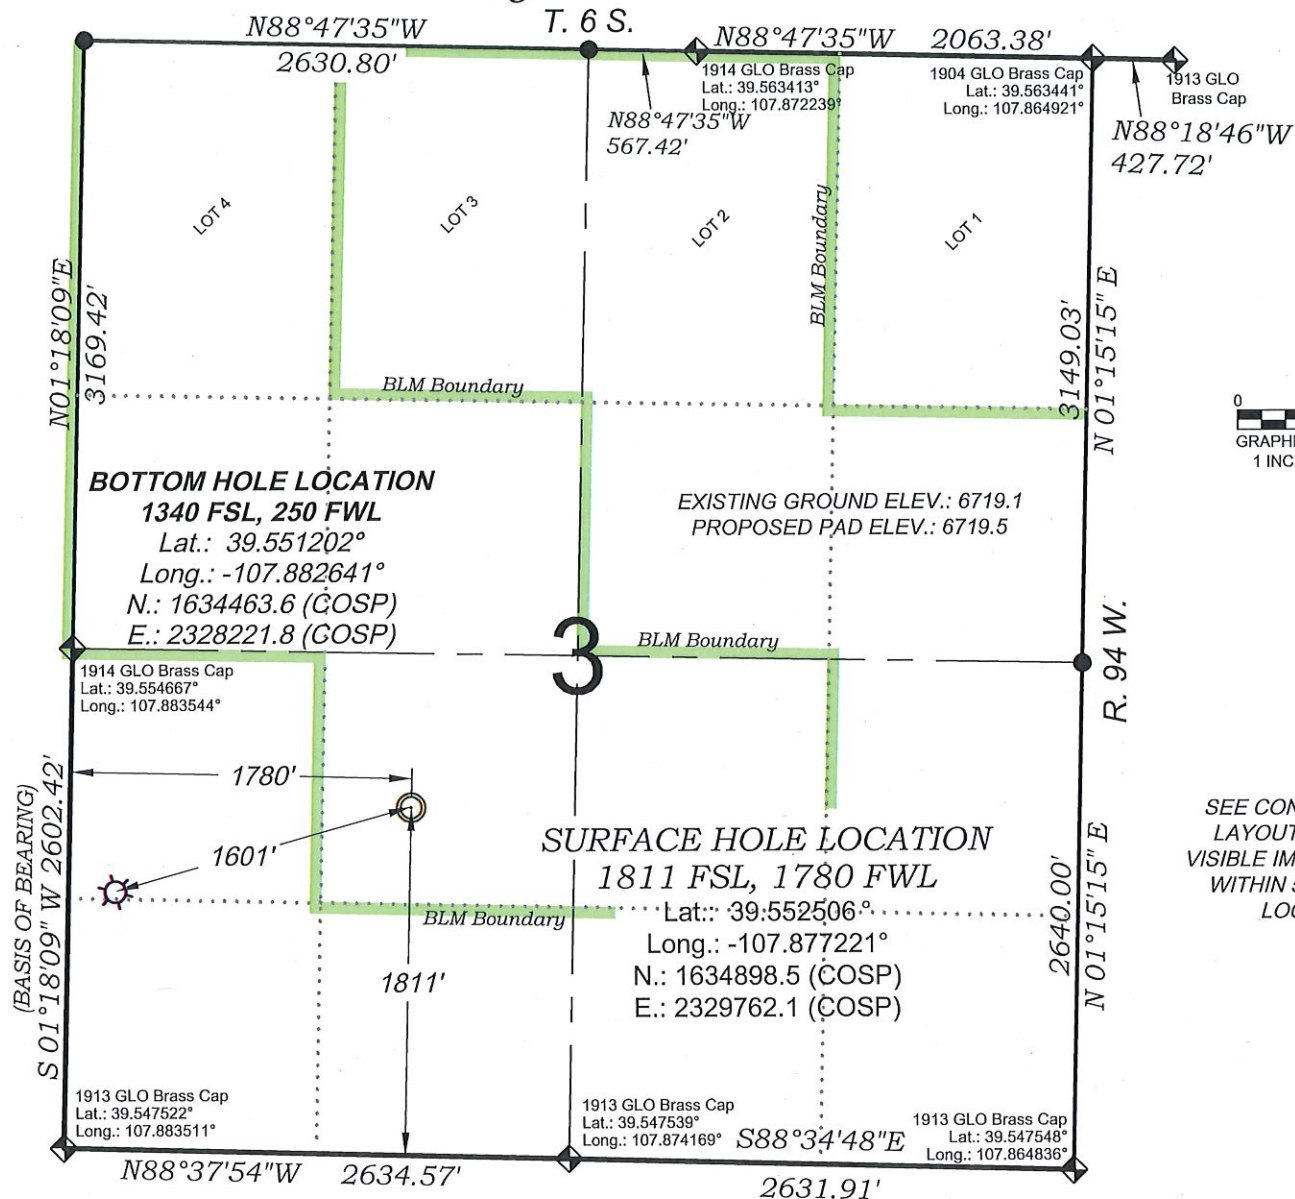 T. 6 S.
N88°47'35"W
2630.80'
N88°47'35"W 2063.38'
1914 GLO Brass Cap
Lat.: 39.563413°
Long.: 107.872239°
1904 GLO Brass Cap
Lat.: 39.563441°
Long.: 107.864921°
1913 GLO
Brass Cap
N88°47'35"W
567.42'
N88°18'46"W
427.72'
LOT 4
LOT 3
LOT 2
LOT 1
BLM Boundary
N01°18'09"E
3169.42'
3149.03'
N 01°15'15" E
BLM Boundary
0
GRAPHI
1 INC
BOTTOM HOLE LOCATION
1340 FSL, 250 FWL
Lat.: 39.551202°
Long.: -107.882641°
N.: 1634463.6 (COSP)
E.: 2328221.8 (COSP)
EXISTING GROUND ELEV.: 6719.1
PROPOSED PAD ELEV.: 6719.5
3
BLM Boundary
R. 94 W.
1914 GLO Brass Cap
Lat.: 39.554667°
Long.: 107.883544°
1780'
1601'
1811'
(BASIS OF BEARING)
S 01°18'09" W 2602.42'
SURFACE HOLE LOCATION
1811 FSL, 1780 FWL
Lat.: 39.552506°
Long.: -107.877221°
N.: 1634898.5 (COSP)
E.: 2329762.1 (COSP)
BLM Boundary
2640.00'
N 01°15'15" E
SEE CON
LAYOUT
VISIBLE IM
WITHIN
LOC
1913 GLO Brass Cap
Lat.: 39.547522°
Long.: 107.883511°
1913 GLO Brass Cap
Lat.: 39.547539°
Long.: 107.874169°
1913 GLO Brass Cap
Lat.: 39.547548°
Long.: 107.864836°
N88°37'54"W 2634.57'
S88°34'48"E
2631.91'